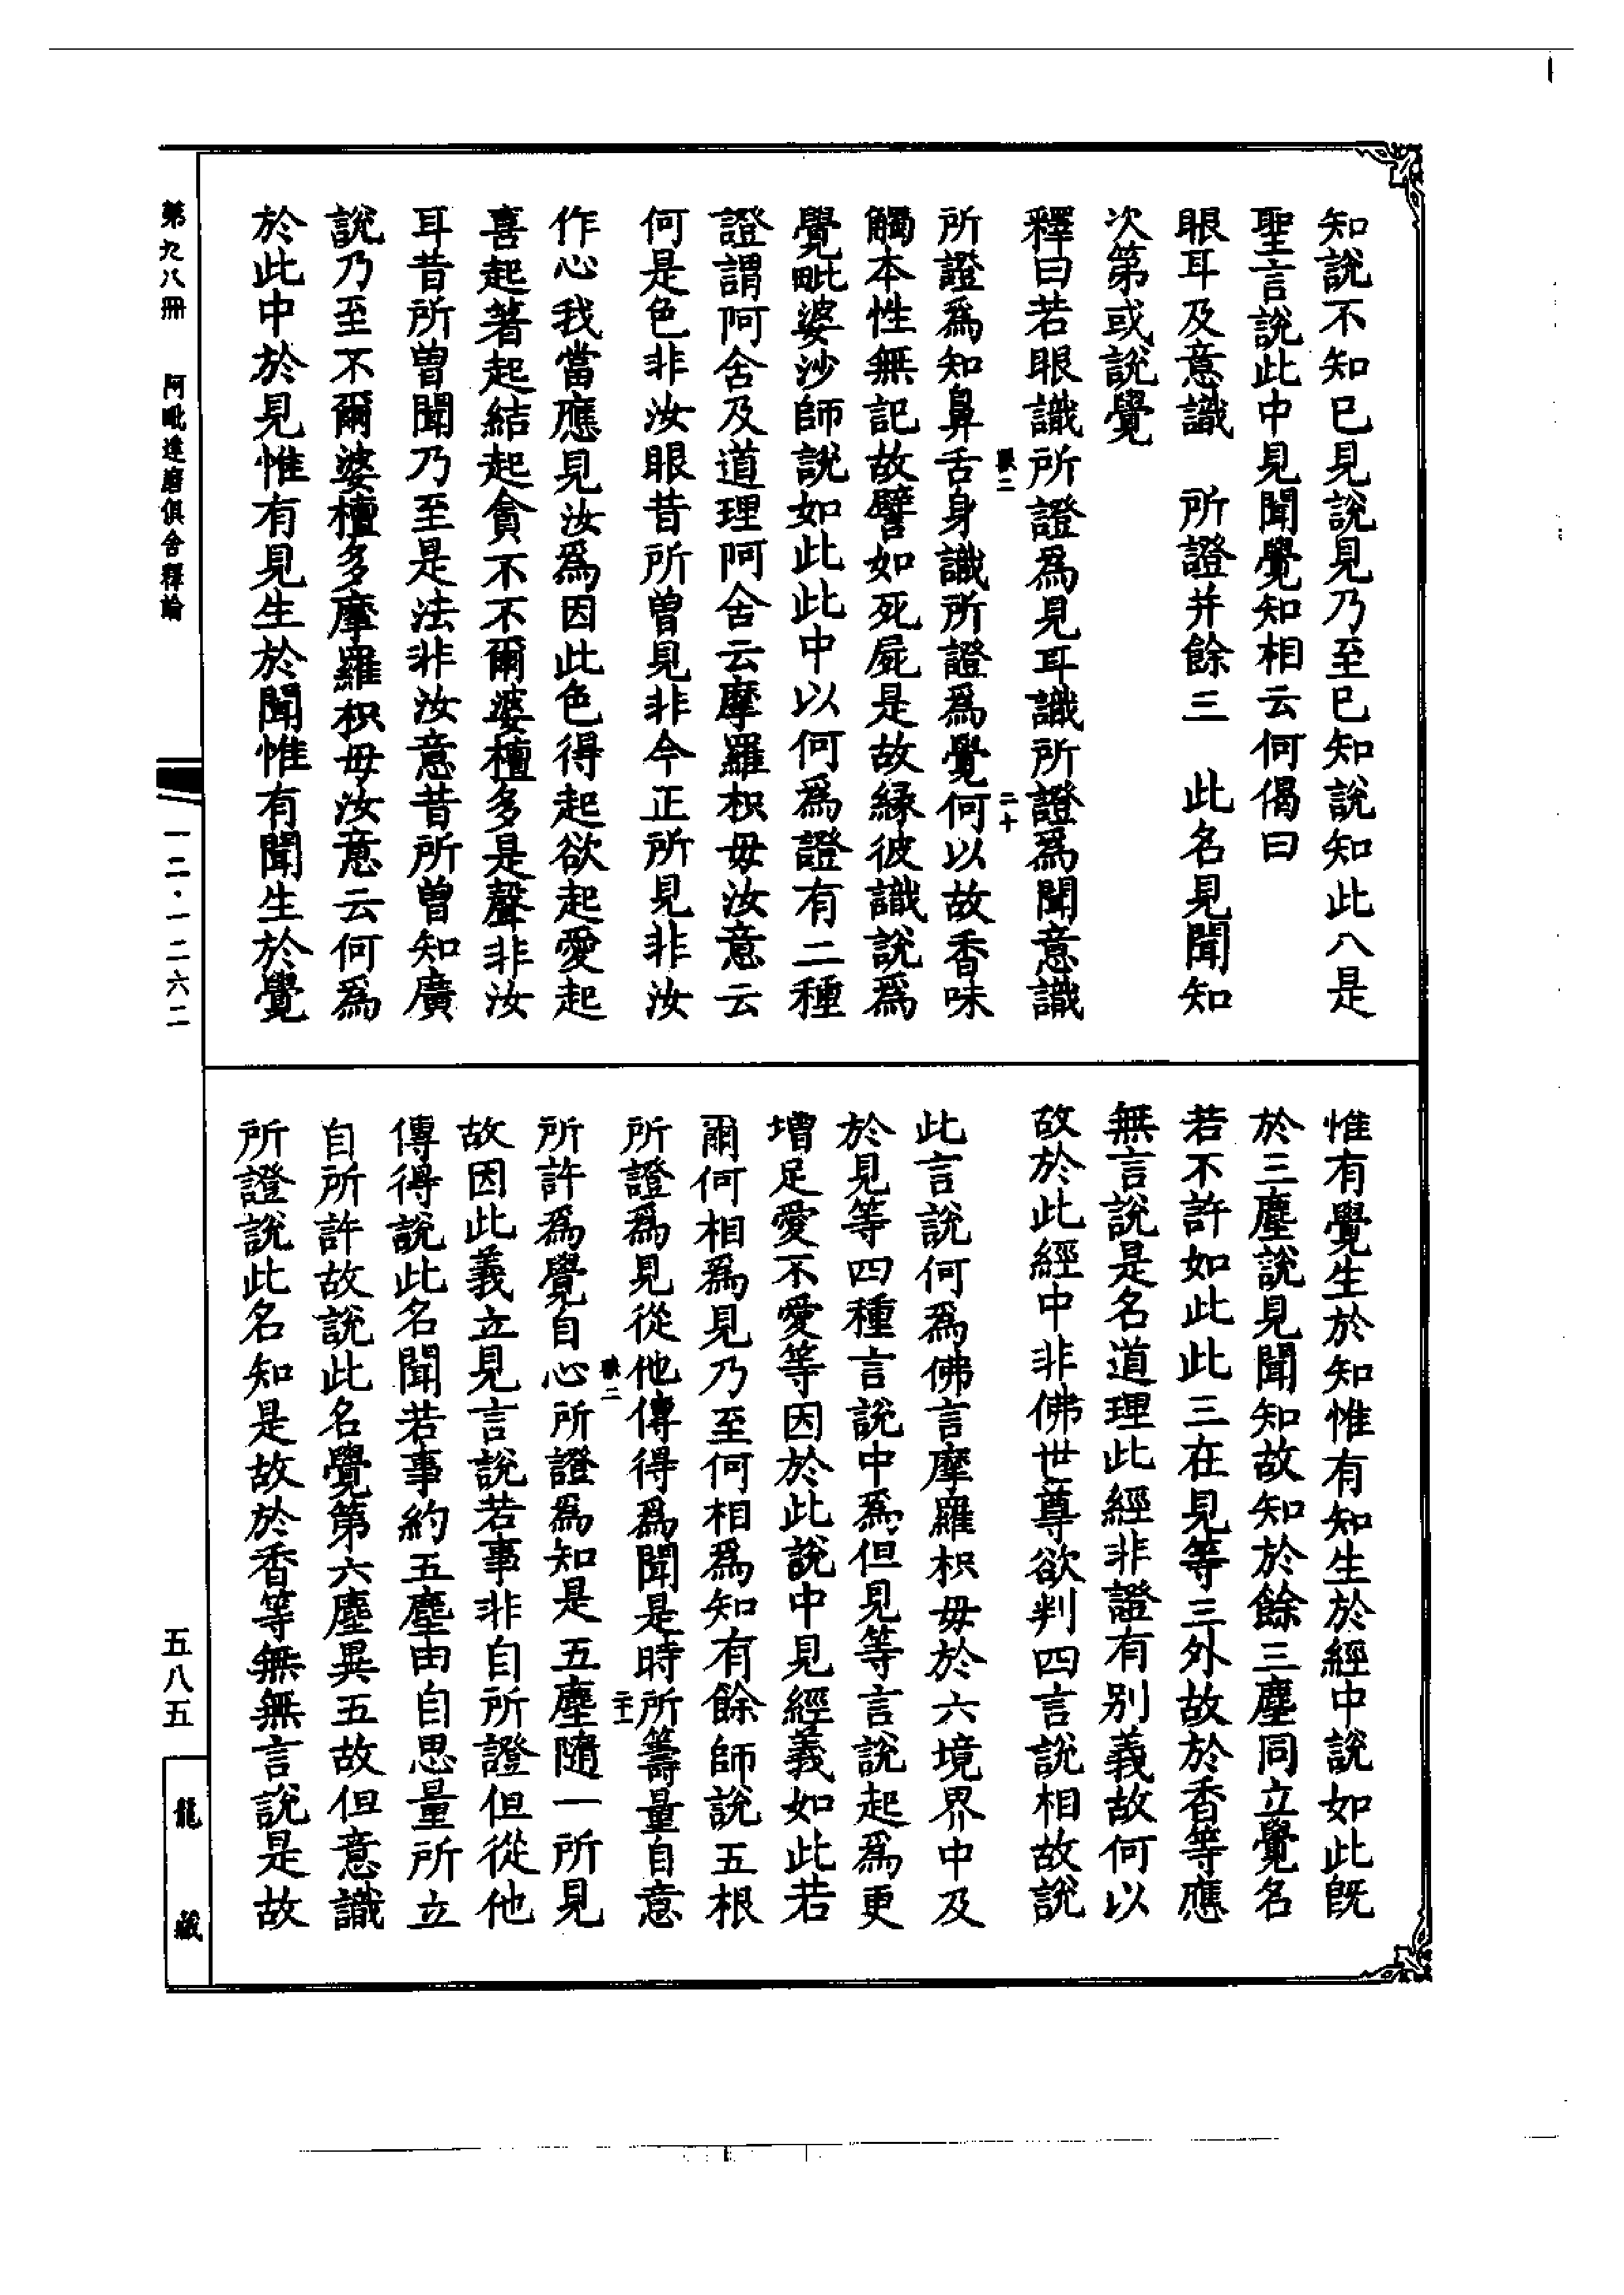 知說不知已見說見乃至已知說知此八是
聖言說此中見聞覺知相云何偈曰
眼耳及意識　所證并餘三　此名見聞知
次第或說覺
釋曰若眼識所證爲見耳識所證爲聞意識
所證爲知鼻舌身識所證爲覺何以故香味
觸本性無記故譬如死屍是故緣彼識說爲
覺毗婆沙師說如此此中以何爲證有二種
證謂阿含及道理阿含云摩羅枳毋汝意云
何是色非汝眼昔所曾見非今正所見非汝
作心我當應見汝爲因此色得起欲起愛起
喜起著起結起貪不不爾婆檀多是聲非汝
耳昔所曾聞乃至是法非汝意昔所曾知廣
說乃至不爾婆檀多摩羅枳毋汝意云何爲
於此中於見惟有見生於聞惟有聞生於覺
惟有覺生於知惟有知生於經中說如此旣
於三塵說見聞知故知於餘三塵同立覺名
若不許如此此三在見等三外故於香等應
無言說是名道理此經非證有別義故何以
故於此經中非佛世尊欲判四言說相故說
此言說何爲佛言摩羅枳毋於六境界中及
於見等四種言說中爲但見等言說起爲更
增足愛不愛等因於此說中見經義如此若
爾何相爲見乃至何相爲知有餘師說五根
所證爲見從他傳得爲聞是時所籌量自意
所許爲覺自心所證爲知是五塵隨一所見
故因此義立見言說若事非自所證但從他
傳得說此名聞若事約五塵由自思量所立
自所許故說此名覺第六塵異五故但意識
所證說此名知是故於香等無無言說是故
第九八冊　阿毗達磨俱舍釋論
一二·一二六二
五八五
龍藏
二十
二十一